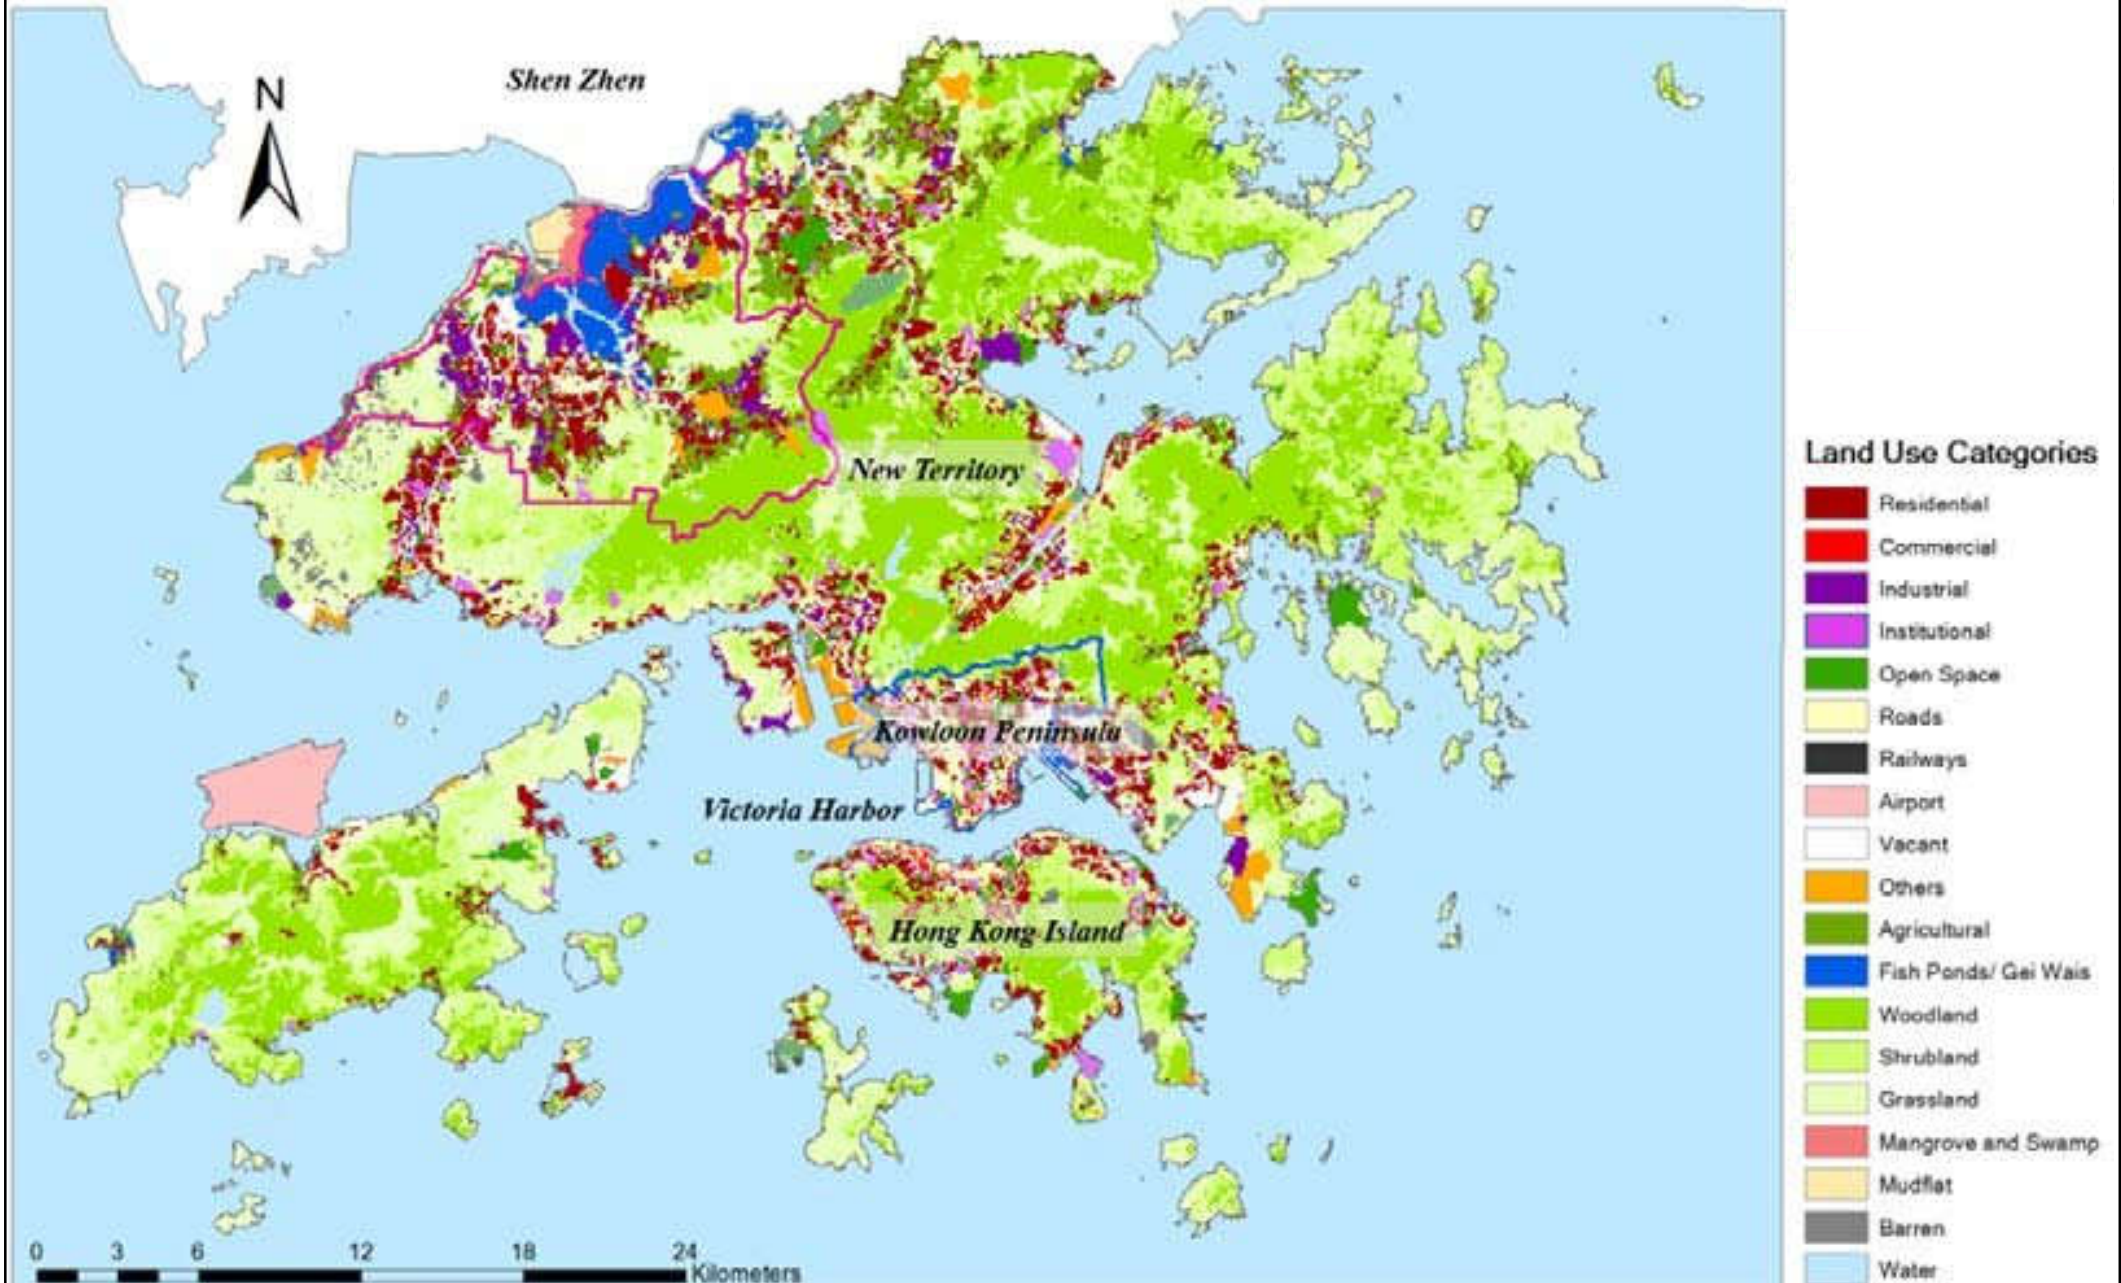 Shen Zhen
N
New Territory
Kowloon Peninsula
Victoria Harbor
Hong Kong Island
0 3 6 12 18 24
Kilometers
Land Use Categories
Residential
Commercial
Industrial
Institutional
Open Space
Roads
Railways
Airport
Vacant
Others
Agricultural
Fish Ponds/ Gei Wais
Woodland
Shrubland
Grassland
Mangrove and Swamp
Mudflat
Barren
Water